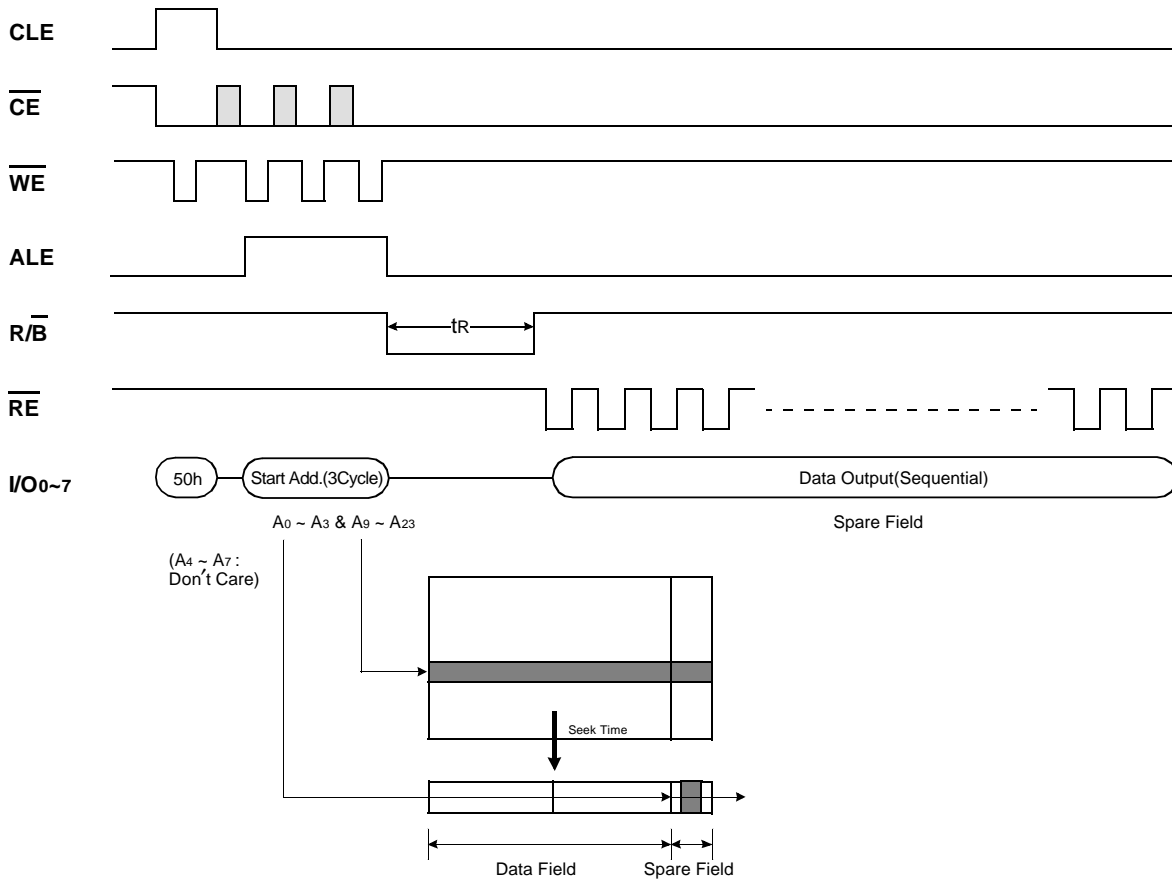 CLE
CE
WE
ALE
R/B
tR
RE
I/O0~7
50h
Start Add.(3Cycle)
Data Output(Sequential)
A0 ~ A3 & A9 ~ A23
Spare Field
(A4 ~ A7 :
Don't Care)
Seek Time
Data Field
Spare Field